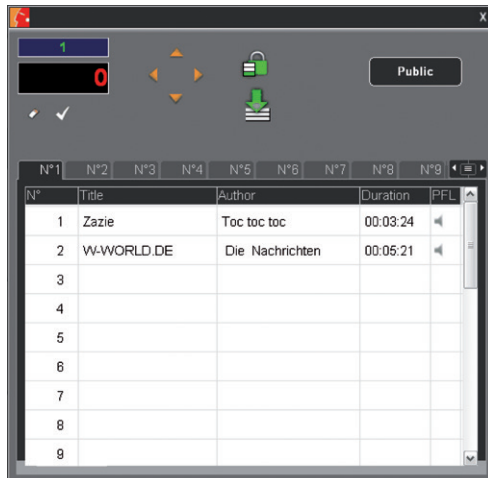 X
1
0
Public
N°1 N°2 N°3 N°4 N°5 N°6 N°7 N°8 N°9
N° Title Author Duration PFL
1 Zazie Toc toc toc 00:03:24
2 W-WORLD.DE Die Nachrichten 00:05:21
3
4
5
6
7
8
9